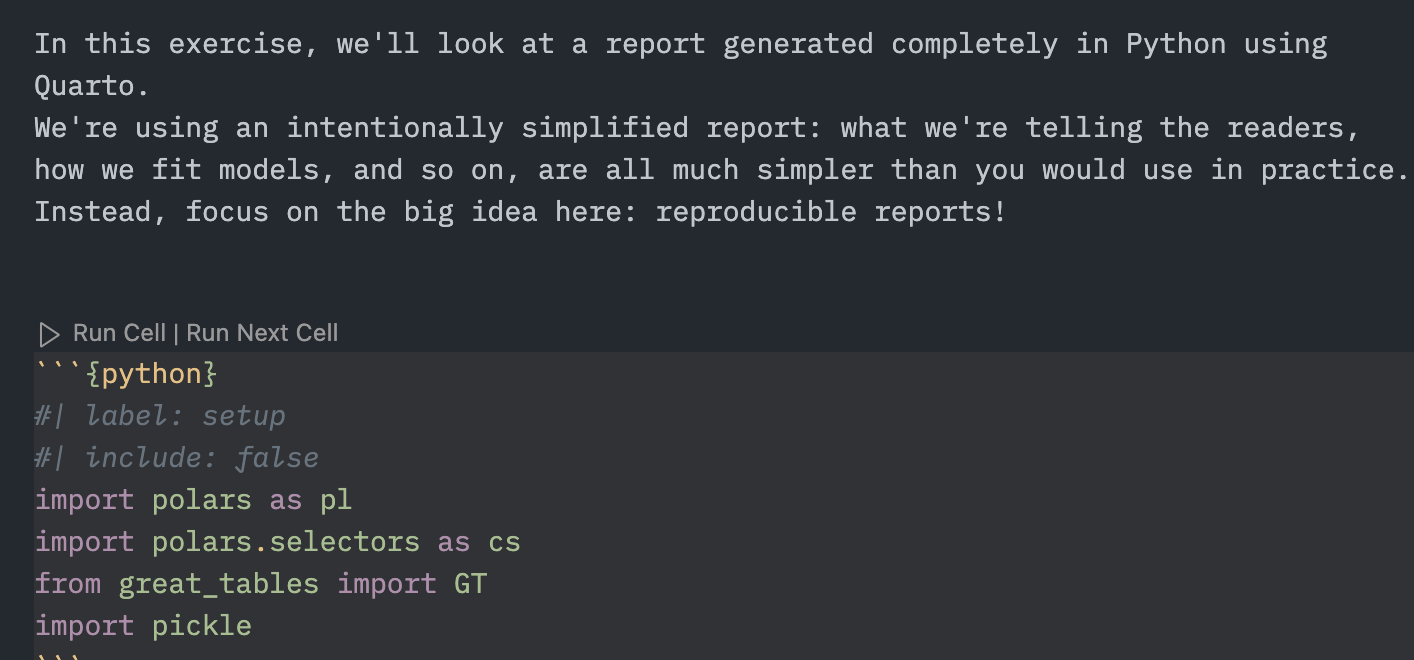 In this exercise, we'll look at a report generated completely in Python using
Quarto.
We're using an intentionally simplified report: what we're telling the readers,
how we fit models, and so on, are all much simpler than you would use in practice.
Instead, focus on the big idea here: reproducible reports!
Run Cell | Run Next Cell
```{python}
#| label: setup
#| include: false
import polars as pl
import polars.selectors as cs
from great_tables import GT
import pickle
```